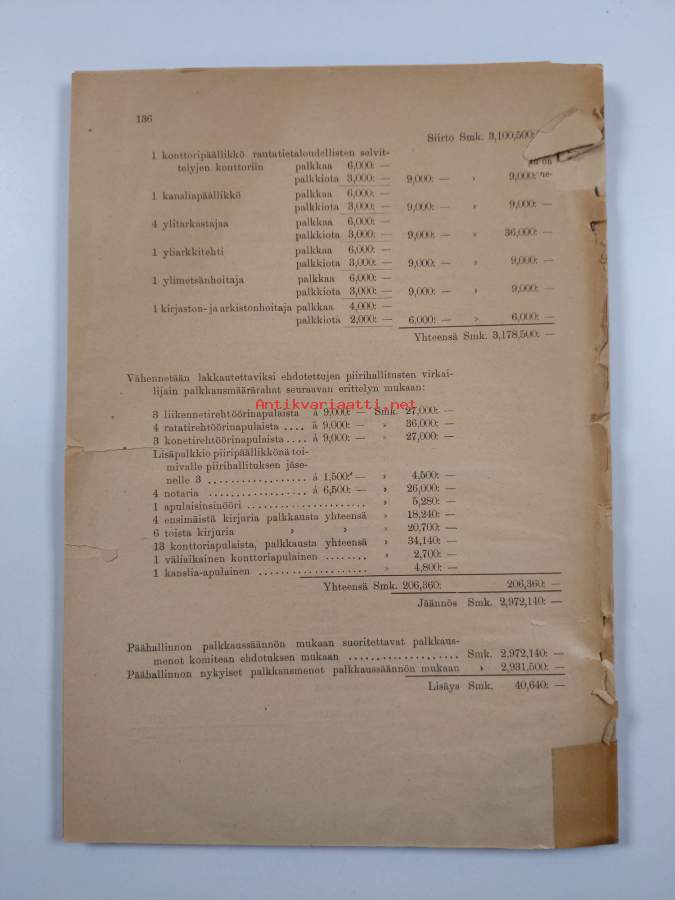 136
Siirto Smk. 3,100,500:
1 konttoripäällikkö rautatietaloudellisten selvit-
telyjen konttoriin palkkaa 6,000: —
palkkiota 3,000: — 9,000: — » 9,000:
1 kansliapäällikkö palkkaa 6,000: —
palkkiota 3,000: — 9,000: — » 9,000: —
4 ylitarkastajaa palkkaa 6,000: —
palkkiota 3,000: — 9,000: — » 36,000: —
1 yliarkkitehti palkkaa 6,000: —
palkkiota 3,000: — 9,000: — » 9,000: —
1 ylimetsänhoitaja palkkaa 6,000: —
palkkiota 3,000: — 9,000: — » 9,000: —
1 kirjaston- ja arkistonhoitaja palkkaa 4,000: —
palkkiota 2,000: — 6,000: — » 6,000: —
Yhteensä Smk. 3,178,500: —
Vähennetään lakkautettaviksi ehdotettujen piirihallitusten virkai-
lijain palkkausmäärärahat seuraavan erittelyn mukaan:
Antikvariaatti.net
3 liikennetirehtöörinapulaista á 9,000: — Smk. 27,000: —
4 ratatirehtöörinapulaista .... á 9,000: — » 36,000: —
3 konetirehtöörinapulaista .... á 9,000: — » 27,000: —
Lisäpalkkio piiripäällikkönä toi-
mivalle piirihallituksen jäse-
nelle 3 .................. á 1,500: — » 4,500: —
4 notaria .................. á 6,500: — » 26,000: —
1 apulaisinsinööri ...................... » 5,280: —
4 ensimäistä kirjuria palkkausta yhteensä » 18,240: —
6 toista kirjuria » » » 20,700: —
13 konttoriapulaista, palkkausta yhteensä » 34,140: —
1 väliaikainen konttoriapulainen ........ » 2,700: —
1 kanslia-apulainen .................... » 4,800: —
Yhteensä Smk. 206,360: 206,360: —
Jäännös Smk. 2,972,140: —
Päähallinnon palkkaussäännön mukaan suoritettavat palkkaus-
menot komitean ehdotuksen mukaan .................... Smk. 2,972,140: —
Päähallinnon nykyiset palkkausmenot palkkaussäännön mukaan » 2,931,500: —
Lisäys Smk. 40,640: —